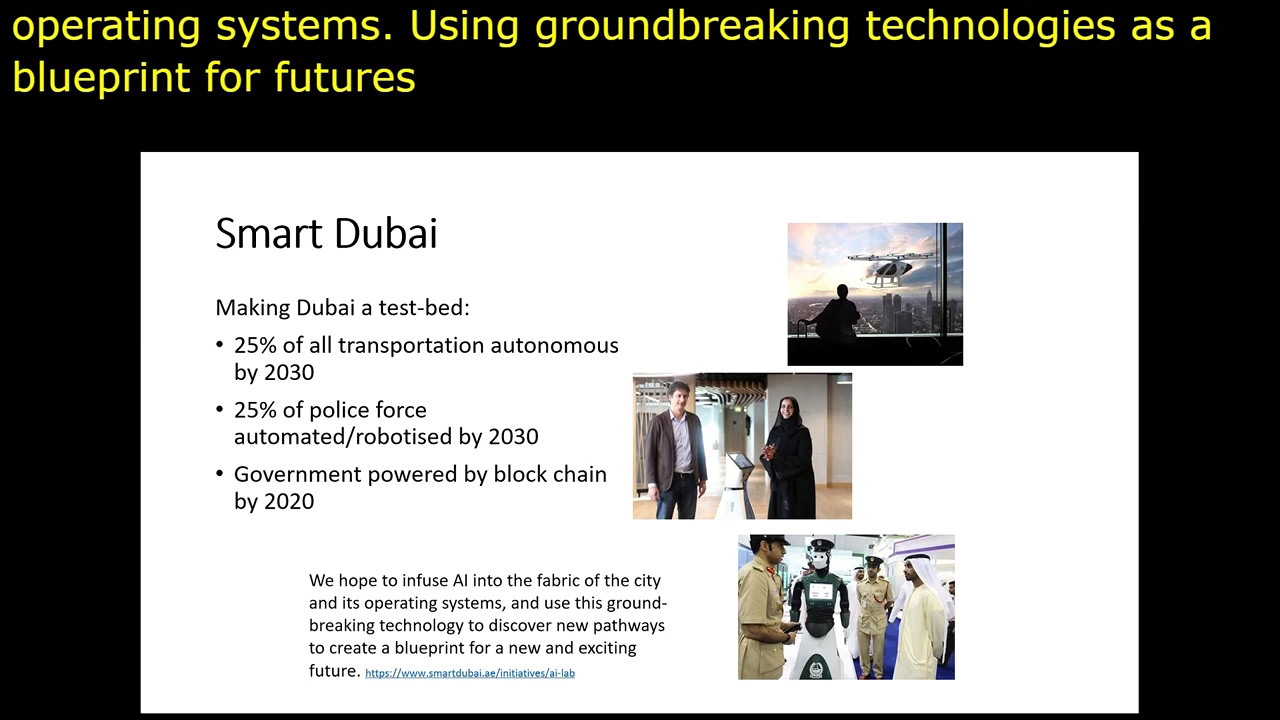 operating systems. Using groundbreaking technologies as a
blueprint for futures
Smart Dubai
Making Dubai a test-bed:
• 25% of all transportation autonomous
by 2030
• 25% of police force
automated/robotised by 2030
• Government powered by block chain
by 2020
We hope to infuse AI into the fabric of the city
and its operating systems, and use this ground-
breaking technology to discover new pathways
to create a blueprint for a new and exciting
future. https://www.smartdubai.ae/initiatives/ai-lab